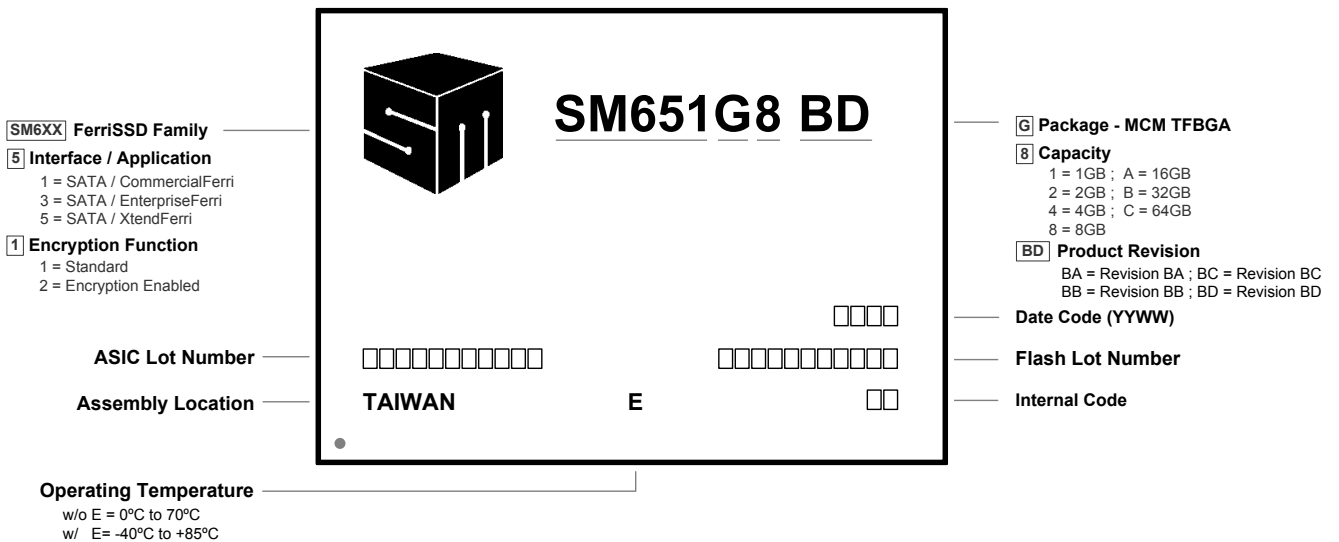 SM651G8 BD
SM6XX FerriSSD Family
5 Interface / Application
1 = SATA / CommercialFerri
3 = SATA / EnterpriseFerri
5 = SATA / XtendFerri
1 Encryption Function
1 = Standard
2 = Encryption Enabled
ASIC Lot Number
Assembly Location
TAIWAN
E
G Package - MCM TFBGA
8 Capacity
1 = 1GB ; A = 16GB
2 = 2GB ; B = 32GB
4 = 4GB ; C = 64GB
8 = 8GB
BD Product Revision
BA = Revision BA ; BC = Revision BC
BB = Revision BB ; BD = Revision BD
Date Code (YYWW)
Flash Lot Number
Internal Code
Operating Temperature
w/o E = 0ºC to 70ºC
w/ E= -40ºC to +85ºC